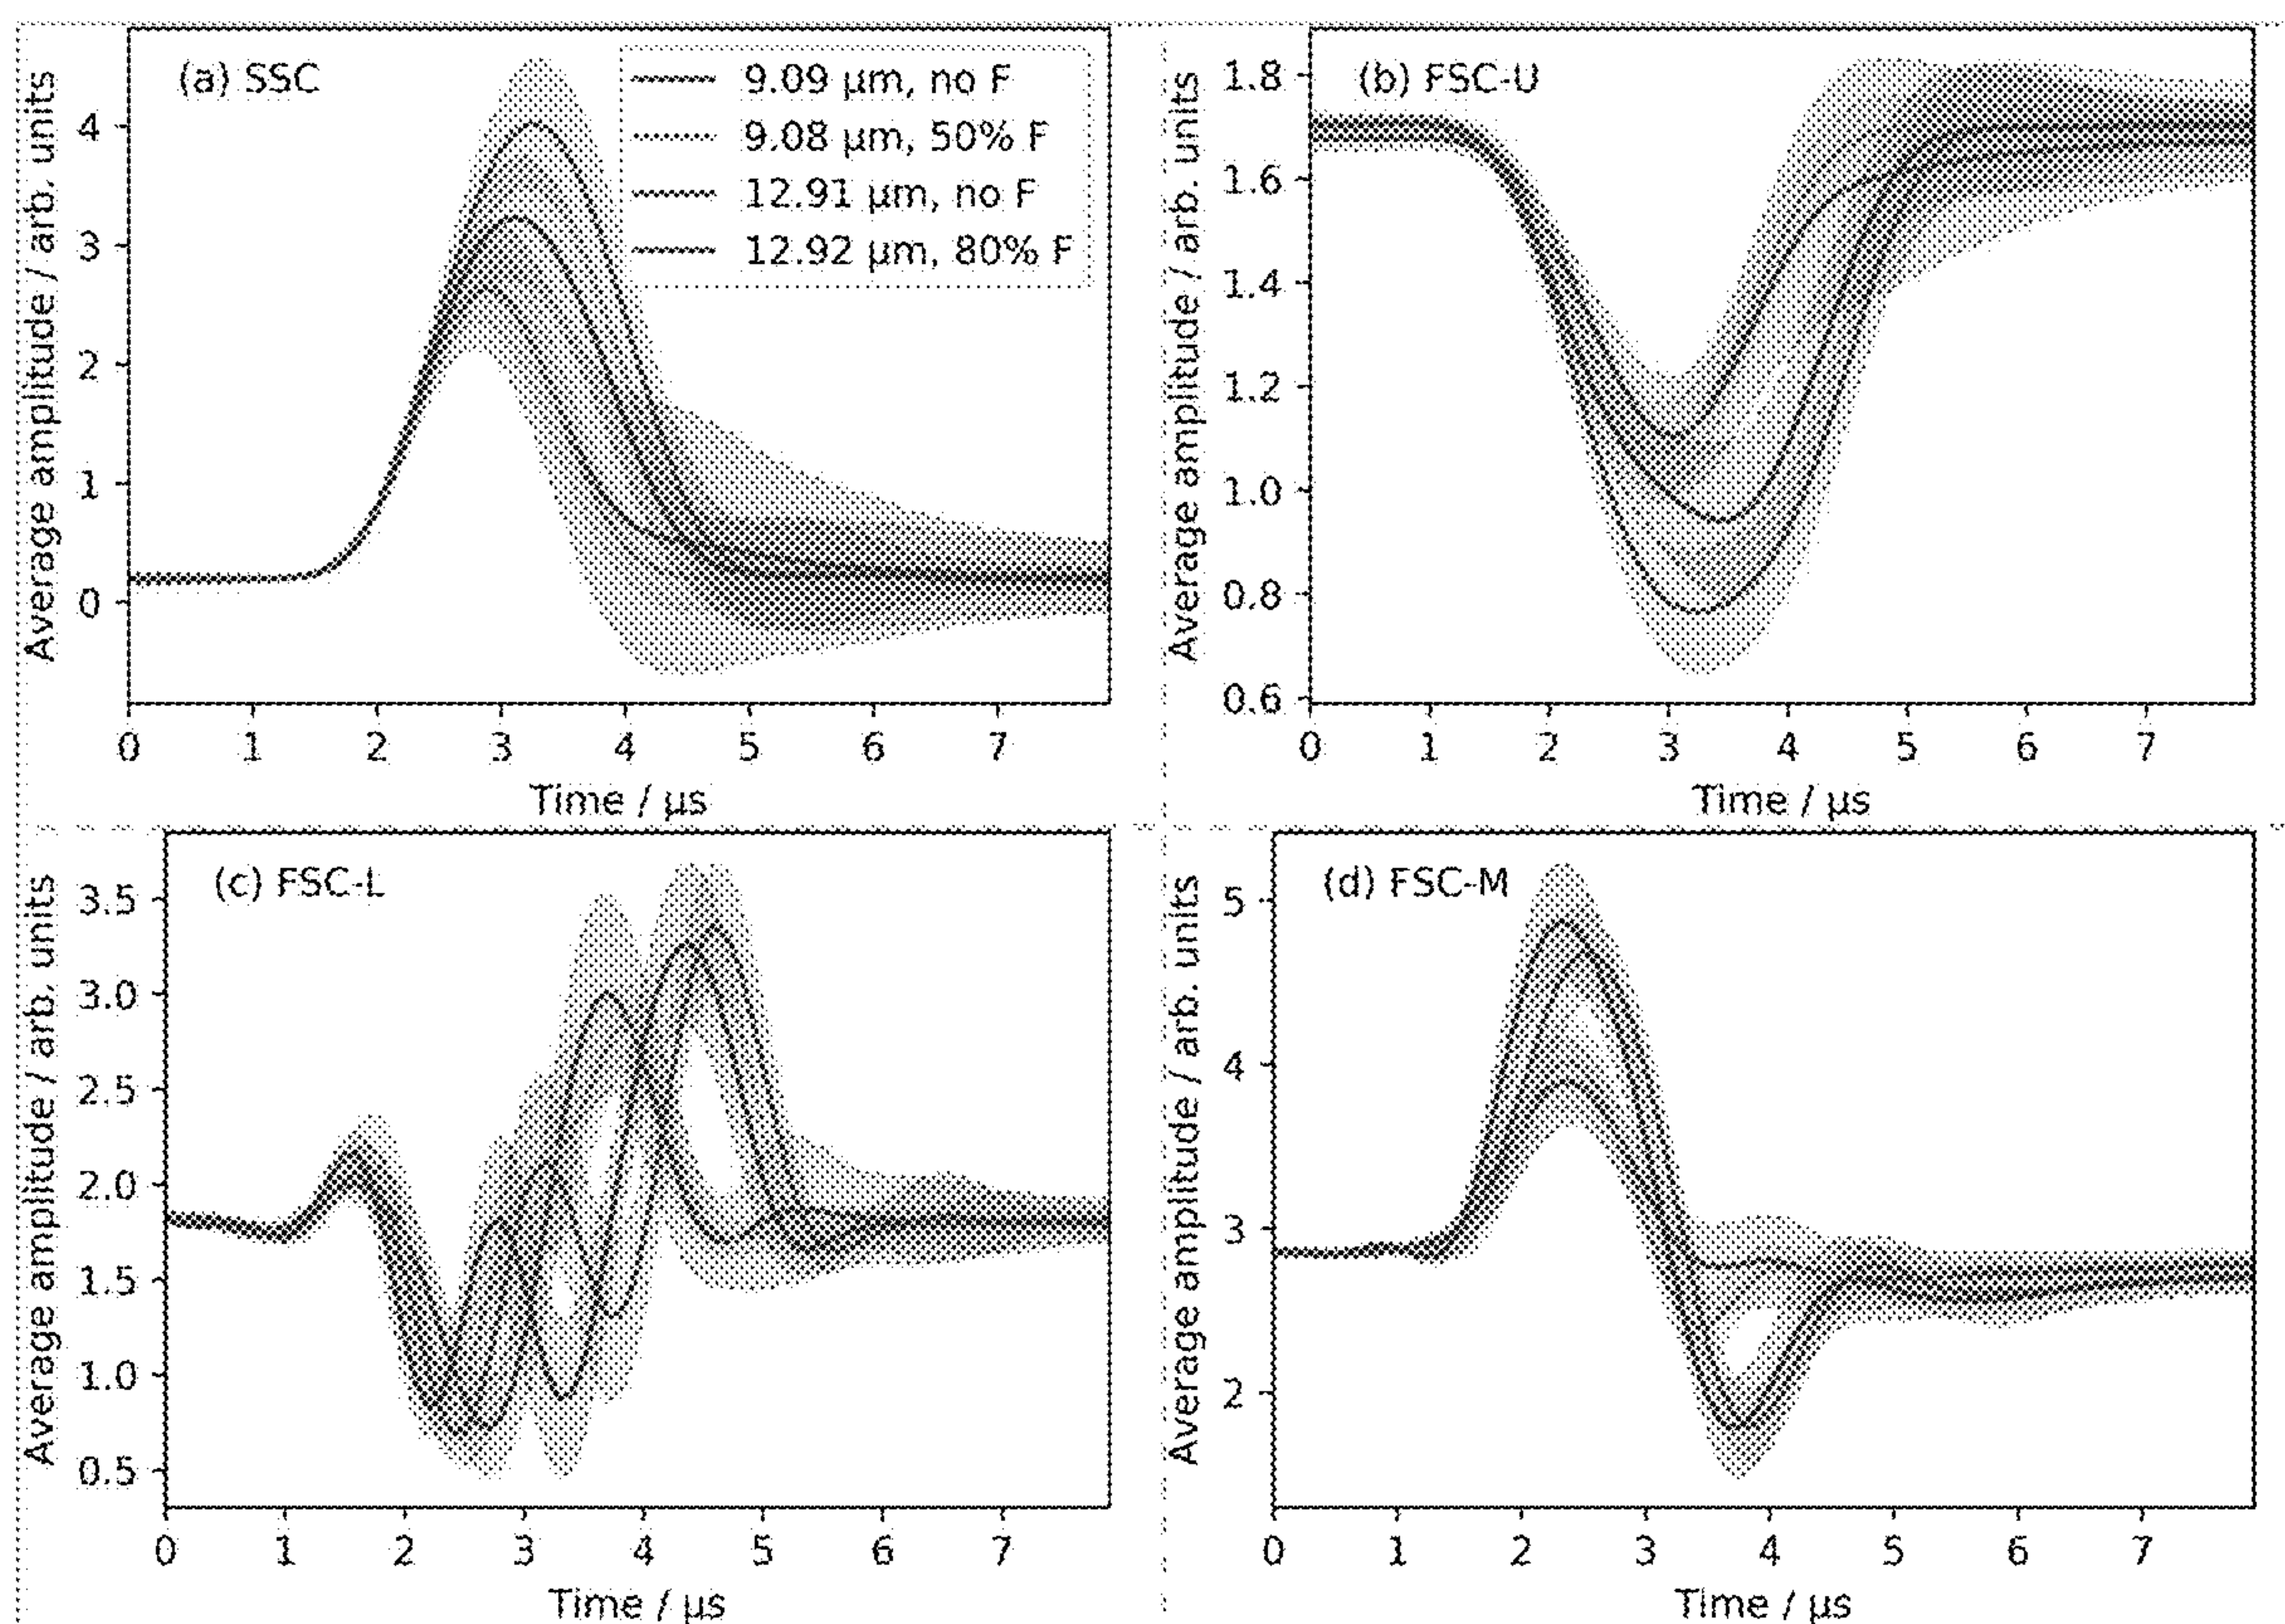 (a) SSC
9.09 µm, no F
9.08 µm, 50% F
12.91 µm, no F
12.92 µm, 80% F
Average amplitude / arb. units
4
3
2
1
0
0 1 2 3 4 5 6 7
Time / µs
(b) FSC-U
Average amplitude / arb. units
1.8
1.6
1.4
1.2
1.0
0.8
0.6
0 1 2 3 4 5 6 7
Time / µs
(c) FSC-L
Average amplitude / arb. units
3.5
3.0
2.5
2.0
1.5
1.0
0.5
0 1 2 3 4 5 6 7
Time / µs
(d) FSC-M
Average amplitude / arb. units
5
4
3
2
0 1 2 3 4 5 6 7
Time / µs